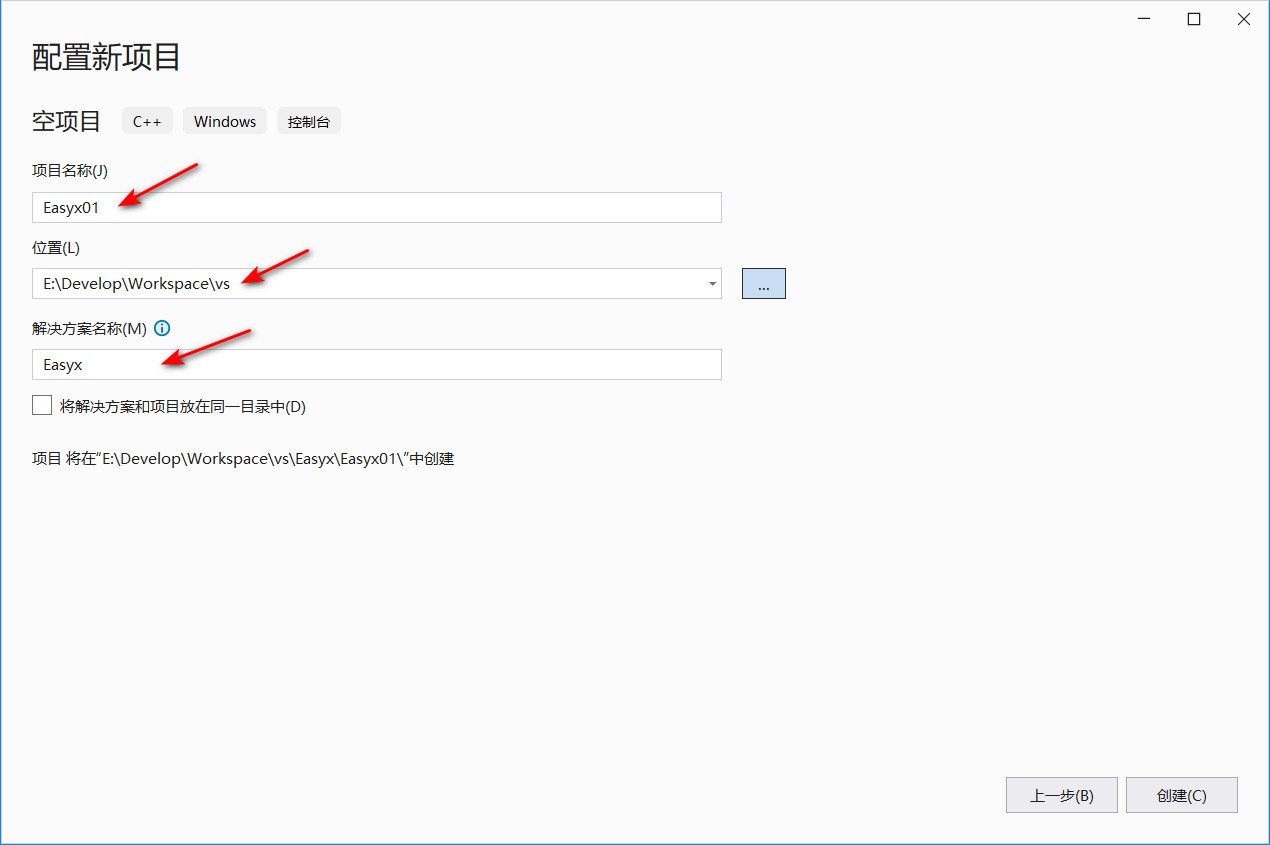 配置新项目
空项目 C++ Windows 控制台
项目名称(J)
Easyx01
位置(L)
E:\Develop\Workspace\vs
...
解决方案名称(M)
Easyx
将解决方案和项目放在同一目录中(D)
项目 将在“E:\Develop\Workspace\vs\Easyx\Easyx01\”中创建
上一步(B) 创建(C)